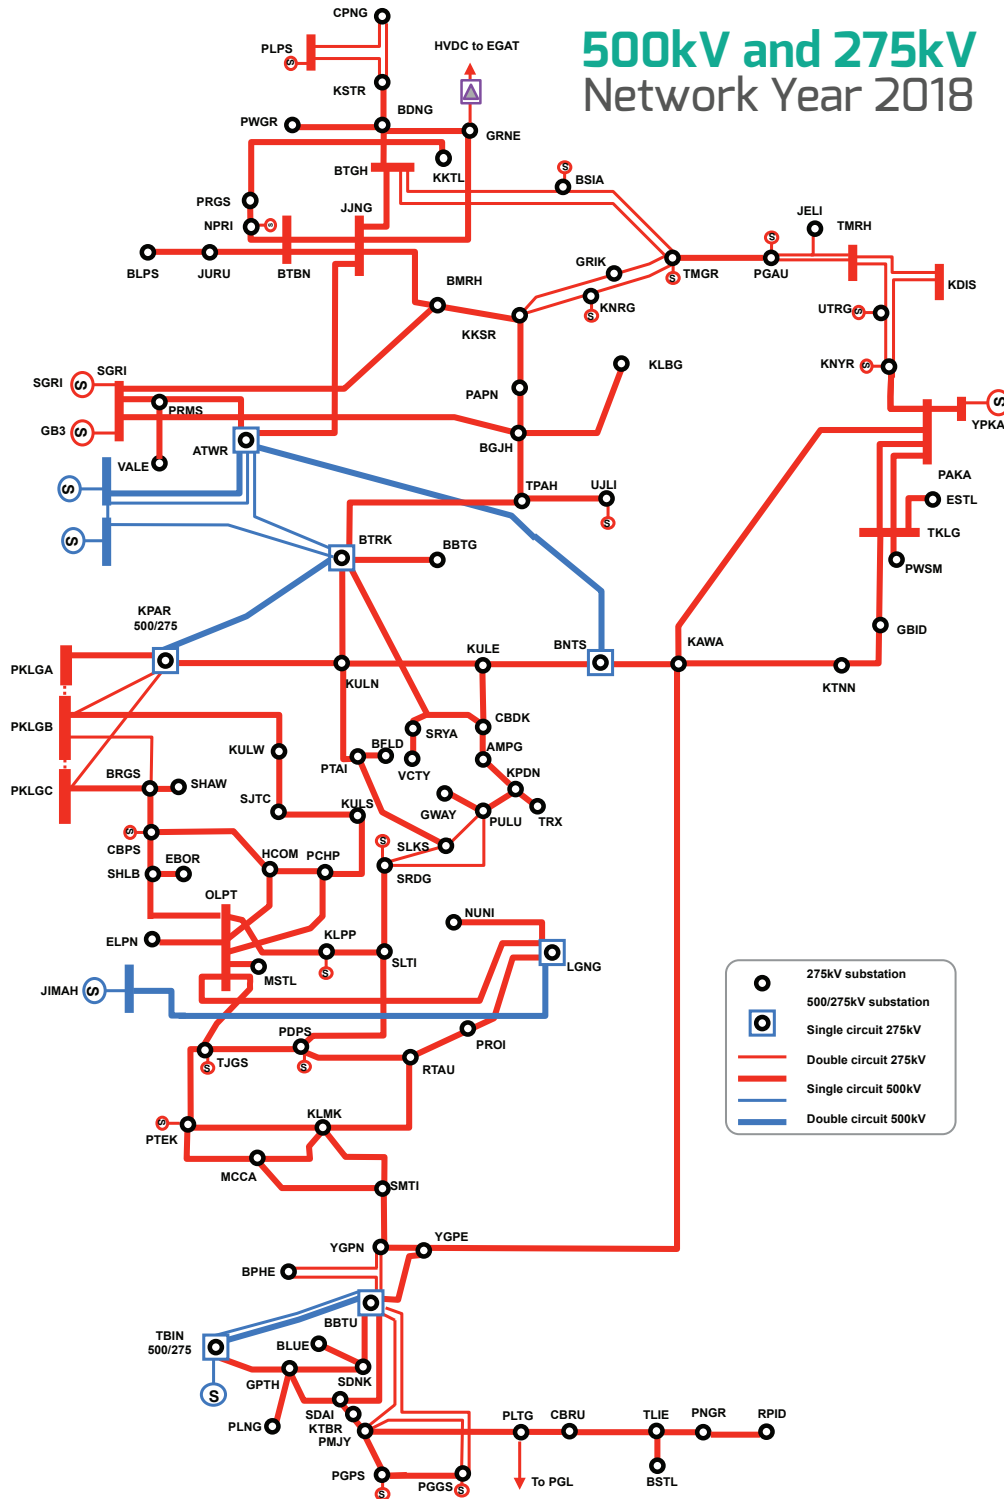 CPNG
500kV and 275kV
Network Year 2018
PLPS
S
HVDC to EGAT
KSTR
BDNG
PWGR
GRNE
BTGH
KKTL
S
BSIA
PRGS
JJNG
JELI
TMRH
NPRI
S
S
BLPS
JURU
BTBN
GRIK
TMGR
PGAU
S
KDIS
BMRH
KNRG
UTRG
S
KKSR
S
SGRI
SGRI
S
KLBG
KNYR
S
PAPN
PRMS
YPKA
S
GB3
S
ATWR
BGJH
VALE
PAKA
S
TPAH
UJLI
ESTL
S
S
BTRK
BBTG
TKLG
PWSM
KPAR
500/275
GBID
KULE
BNTS
KAWA
PKLGA
KULN
KTNN
PKLGB
CBDK
SRYA
KULW
BFLD
AMPG
PTAI
VCTY
KPDN
BRGS
SHAW
PKLGC
SJTC
KULS
GWAY
PULU
TRX
S
CBPS
S
SLKS
HCOM
PCHP
EBOR
SHLB
SRDG
OLPT
NUNI
ELPN
KLPP
SLTI
LGNG
S
MSTL
JIMAH
S
275kV substation
500/275kV substation
Single circuit 275kV
Double circuit 275kV
Single circuit 500kV
Double circuit 500kV
PDPS
PROI
TJGS
S
S
RTAU
KLMK
S
PTEK
MCCA
SMTI
YGPN
YGPE
BPHE
BBTU
TBIN
500/275
BLUE
GPTH
SDNK
S
SDAI
PLNG
KTBR
PMJY
PLTG
CBRU
TLIE
PNGR
RPID
PGPS
PGGS
To PGL
BSTL
S
S